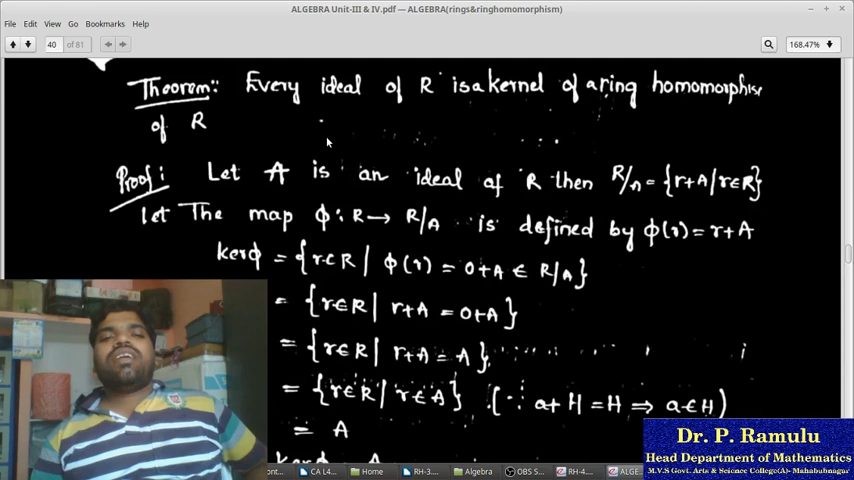 ALGEBRA Unit-III & IV.pdf — ALGEBRA(rings&ringhomomorphism)
File Edit View Go Bookmarks Help
40 of 81 168.47%
Theorem:: Every ideal of R is a kernel of a ring homomorphism
of R
Proof: Let A is an ideal of R then R/A = {r+A | r∈R}
let The map ϕ: R → R/A is defined by ϕ(r) = r+A
kerϕ = {r∈R | ϕ(r) = 0+A ∈ R/A}
= {r∈R | r+A = 0+A}
= {r∈R | r+A = A}
= {r∈R | r∈A} (∵ a+H = H ⇒ a∈H)
= A
Dr. P. Ramulu
Head Department of Mathematics
M.V.S Govt. Arts & Science College(A)- Mahabubnagar
CA L4... Home RH-3.... Algebra OBS S... RH-4.... ALGE...